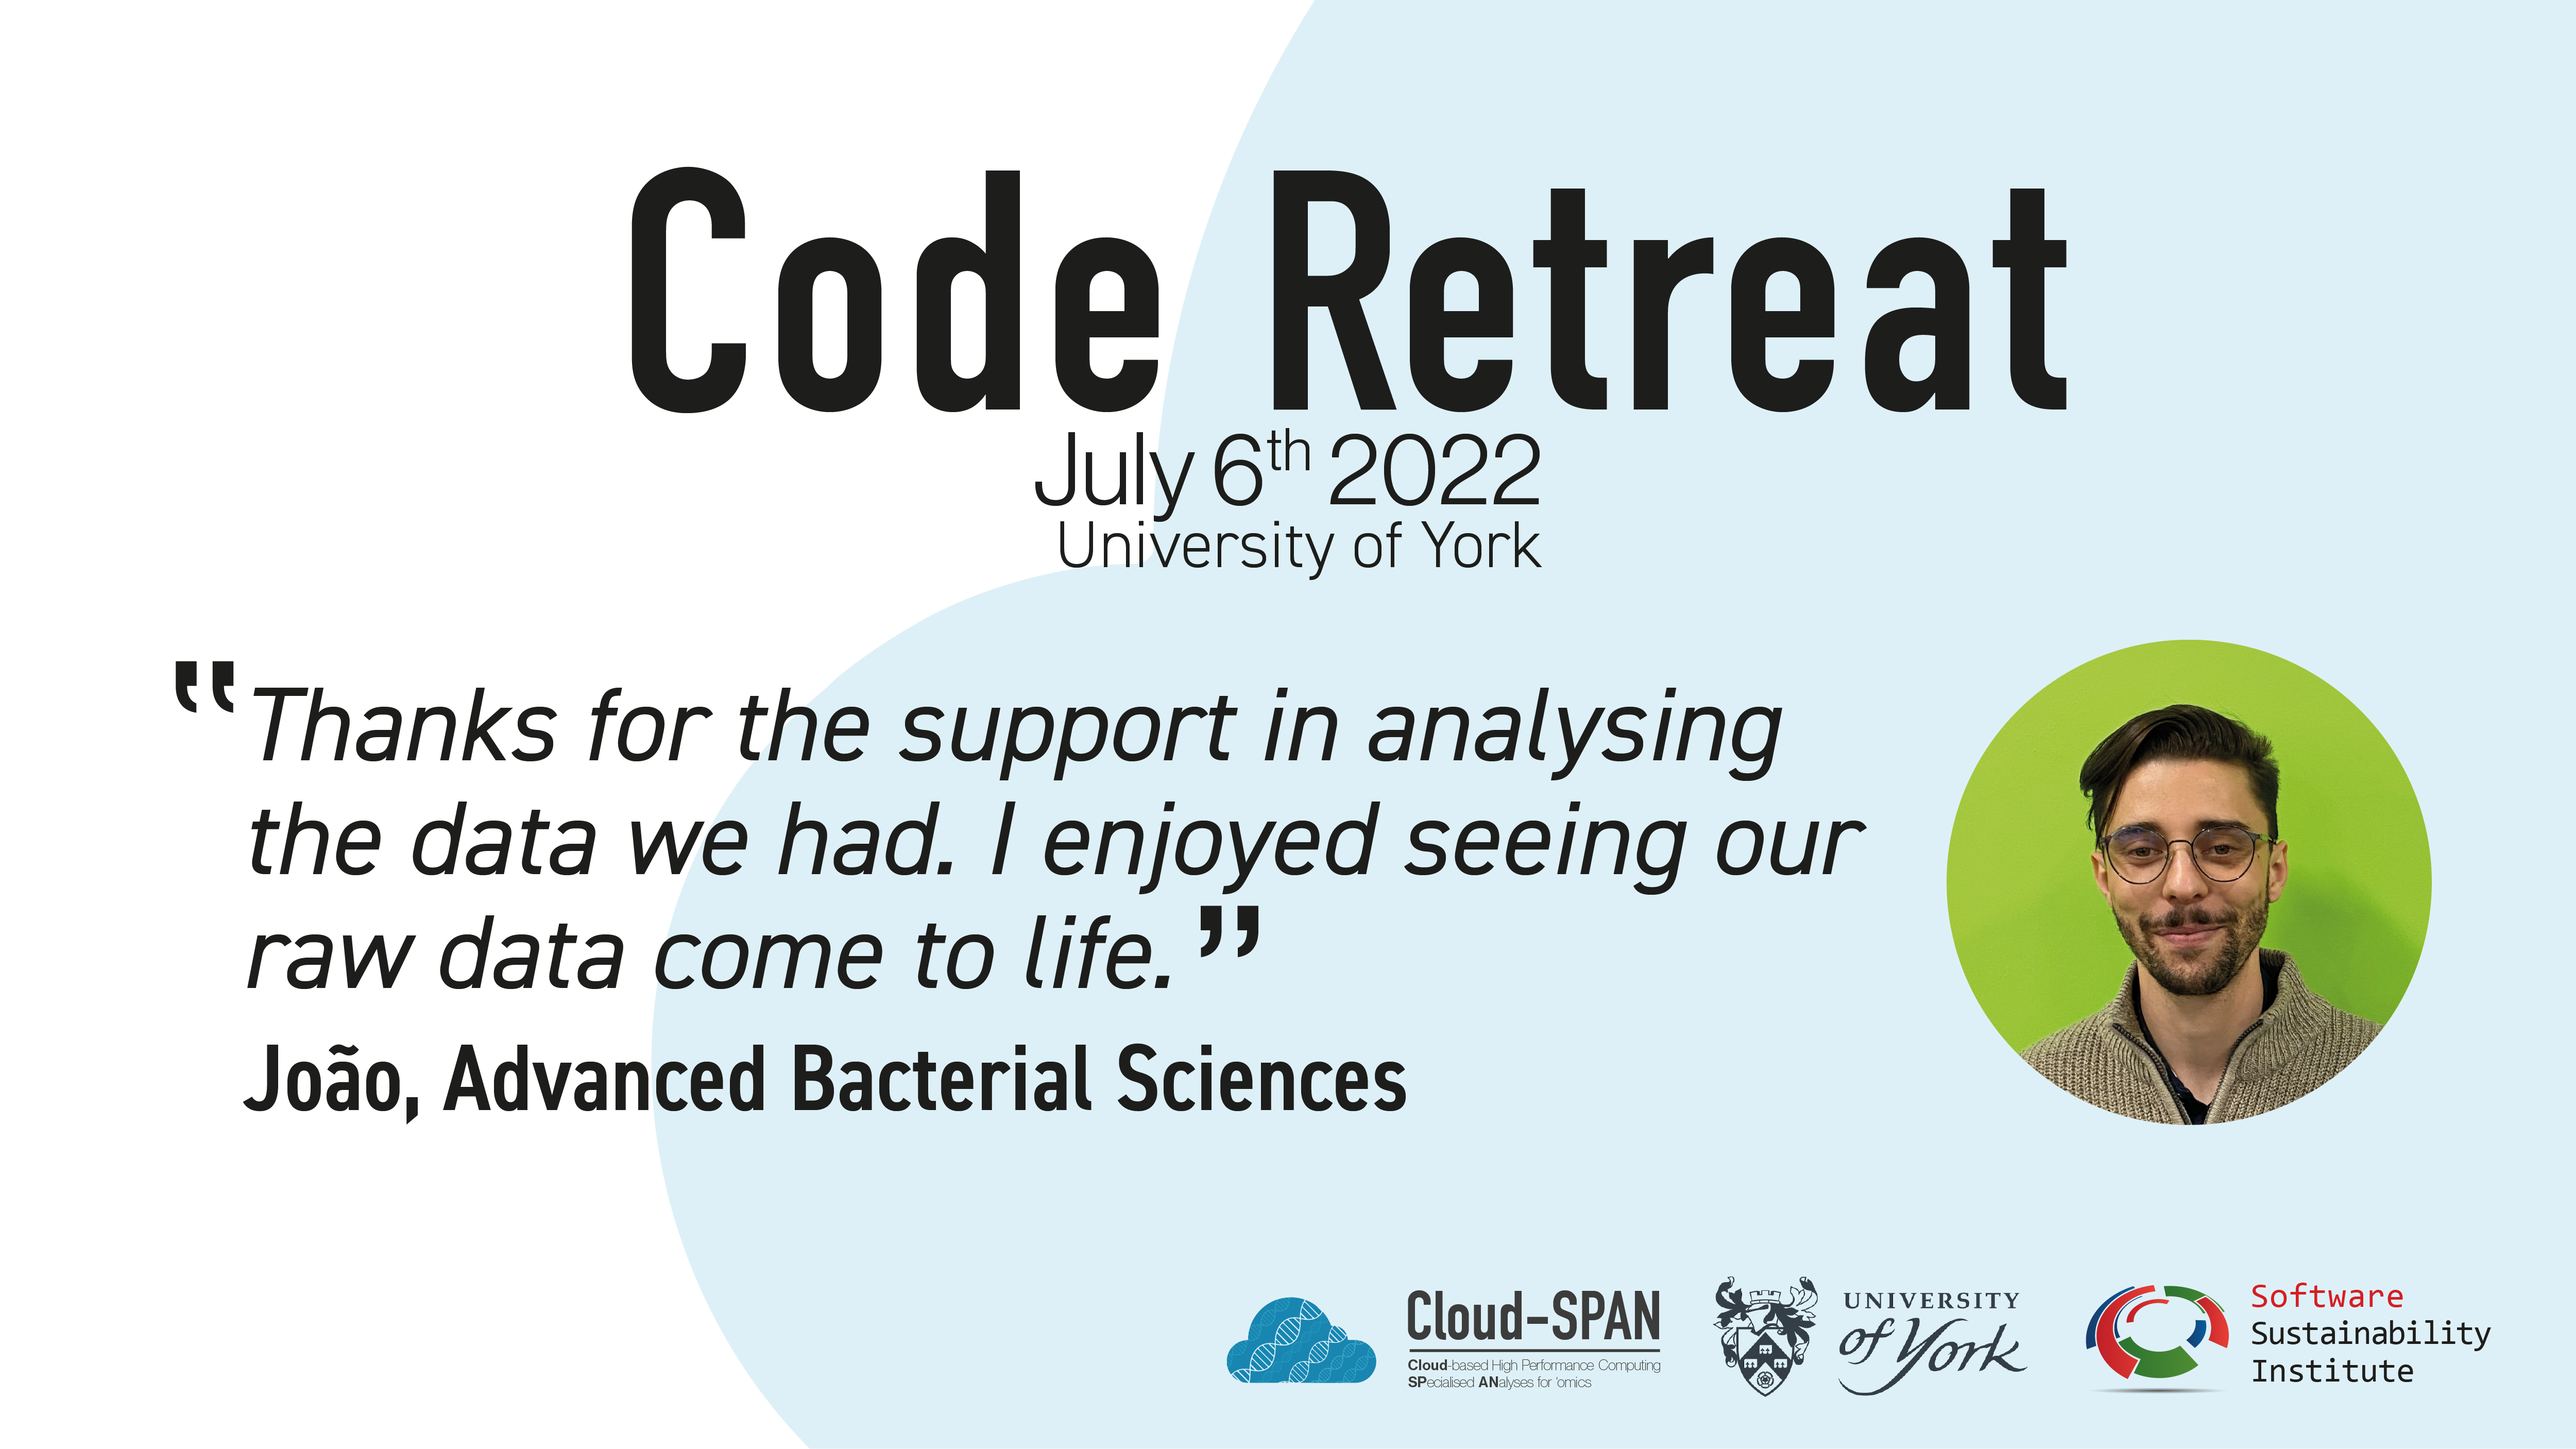 Code Retreat
July 6th 2022
University of York
‟Thanks for the support in analysing
the data we had. I enjoyed seeing our
raw data come to life.”
João, Advanced Bacterial Sciences
Cloud-SPAN
Cloud-based High Performance Computing
SPecialised ANalyses for 'omics
UNIVERSITY
of York
Software
Sustainability
Institute